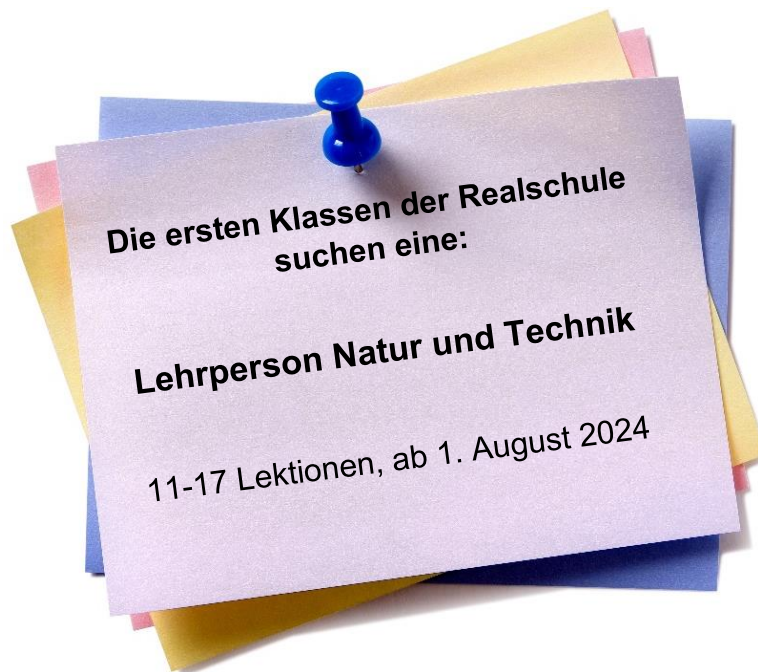 Die ersten Klassen der Realschule
suchen eine:
Lehrperson Natur und Technik
11-17 Lektionen, ab 1. August 2024